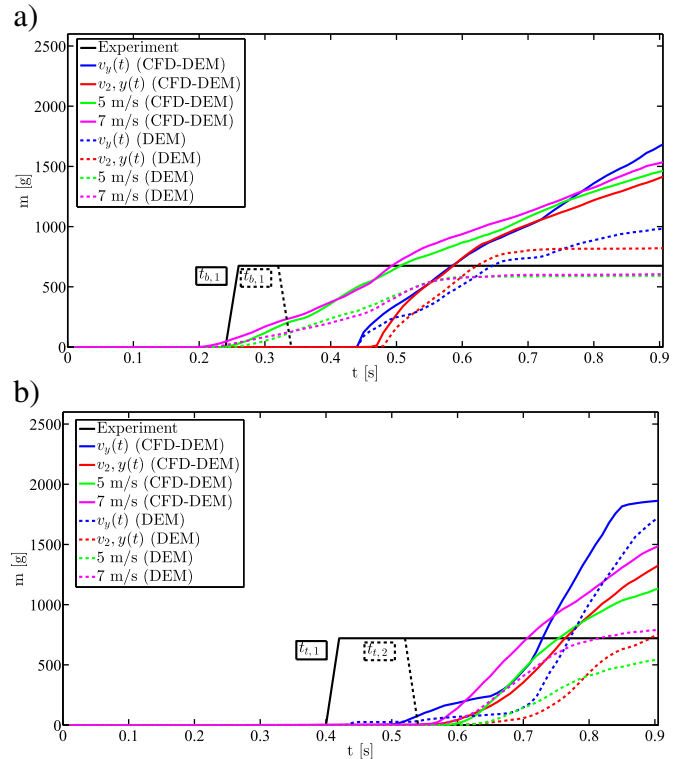 a)
2500
2000
1500
1000
500
0
m [g]
Experiment
v_y(t) (CFD-DEM)
v_2,y(t) (CFD-DEM)
5 m/s (CFD-DEM)
7 m/s (CFD-DEM)
v_y(t) (DEM)
v_2,y(t) (DEM)
5 m/s (DEM)
7 m/s (DEM)
t_{b,1}
t_{b,1}
0 0.1 0.2 0.3 0.4 0.5 0.6 0.7 0.8 0.9
t [s]
b)
2500
2000
1500
1000
500
0
m [g]
Experiment
v_y(t) (CFD-DEM)
v_2,y(t) (CFD-DEM)
5 m/s (CFD-DEM)
7 m/s (CFD-DEM)
v_y(t) (DEM)
v_2,y(t) (DEM)
5 m/s (DEM)
7 m/s (DEM)
t_{t,1}
t_{t,2}
0 0.1 0.2 0.3 0.4 0.5 0.6 0.7 0.8 0.9
t [s]